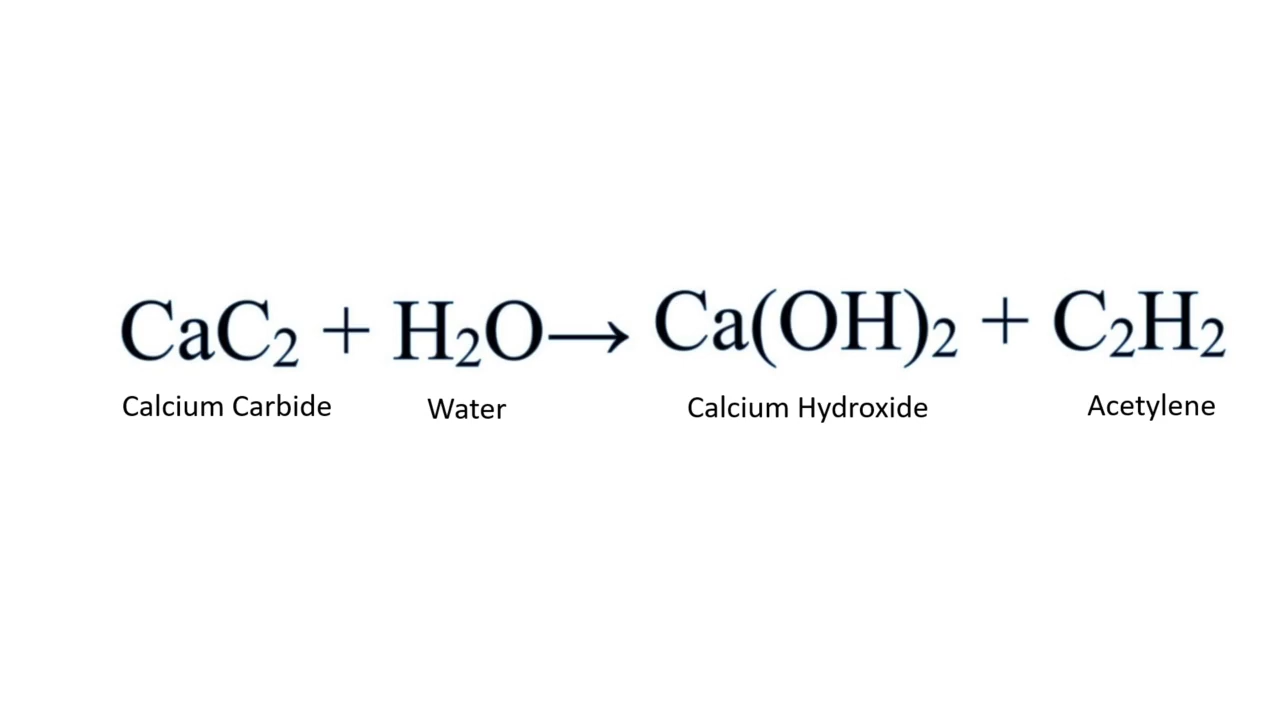 CaC₂ + H₂O→ Ca(OH)₂ + C₂H₂
Calcium Carbide Water Calcium Hydroxide Acetylene